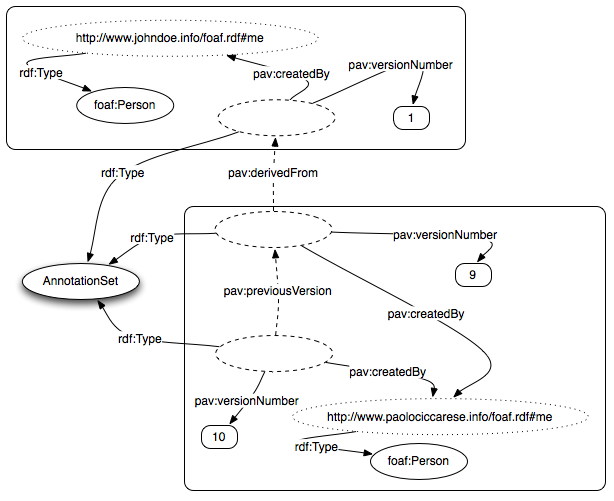 http://www.johndoe.info/foaf.rdf#me
rdf:Type
pav:createdBy
pav:versionNumber
foaf:Person
1
rdf:Type
pav:derivedFrom
rdf:Type
pav:versionNumber
AnnotationSet
9
pav:previousVersion
pav:createdBy
rdf:Type
pav:createdBy
pav:versionNumber
http://www.paolociccarese.info/foaf.rdf#me
10
rdf:Type
foaf:Person